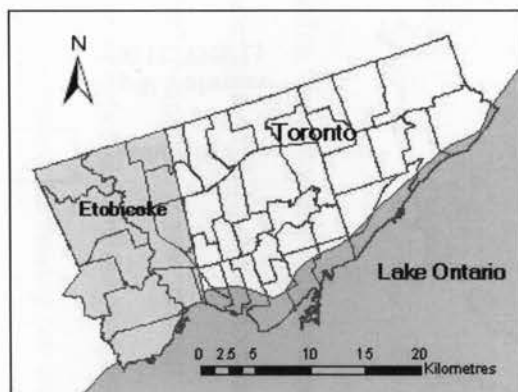 N
Toronto
Etobicoke
Lake Ontario
0 2.5 5 10 15 20
Kilometres